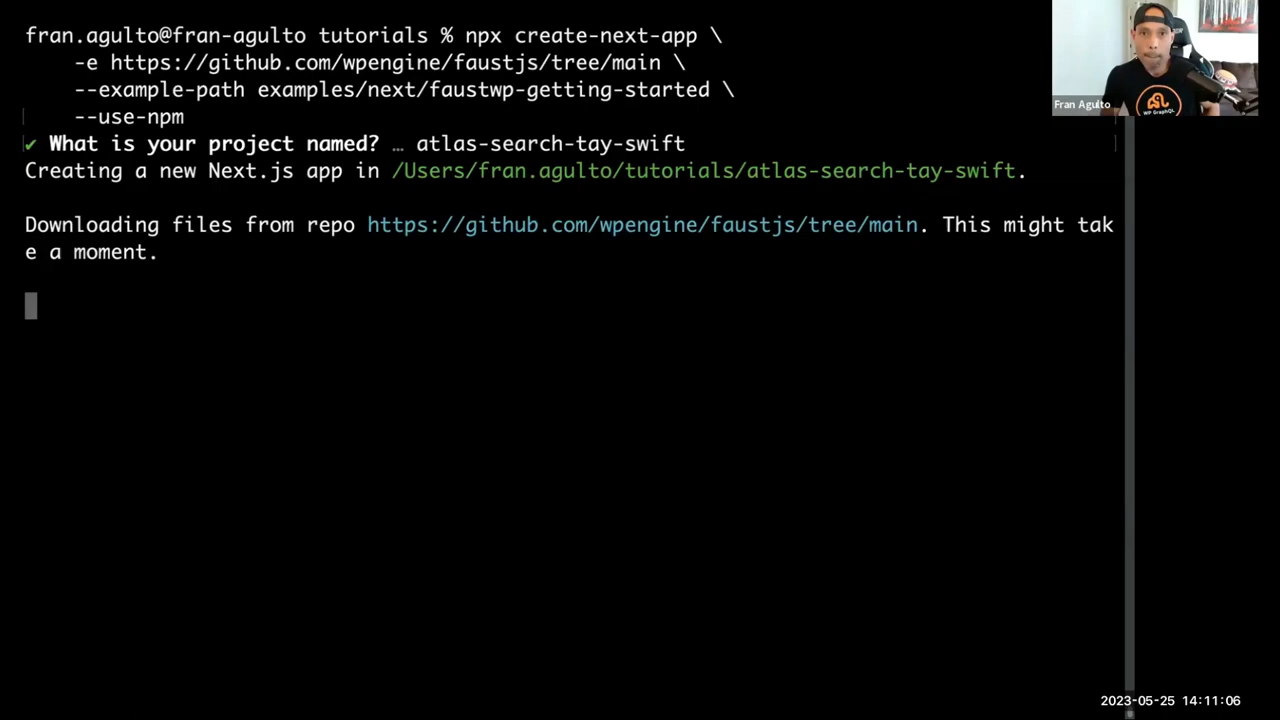 fran.agulto@fran-agulto tutorials % npx create-next-app \
-e https://github.com/wpengine/faustjs/tree/main \
--example-path examples/next/faustwp-getting-started \
--use-npm
✔ What is your project named? … atlas-search-tay-swift
Creating a new Next.js app in /Users/fran.agulto/tutorials/atlas-search-tay-swift.
Downloading files from repo https://github.com/wpengine/faustjs/tree/main. This might tak
e a moment.
Fran Agulto
WP GraphQL
2023-05-25 14:11:06